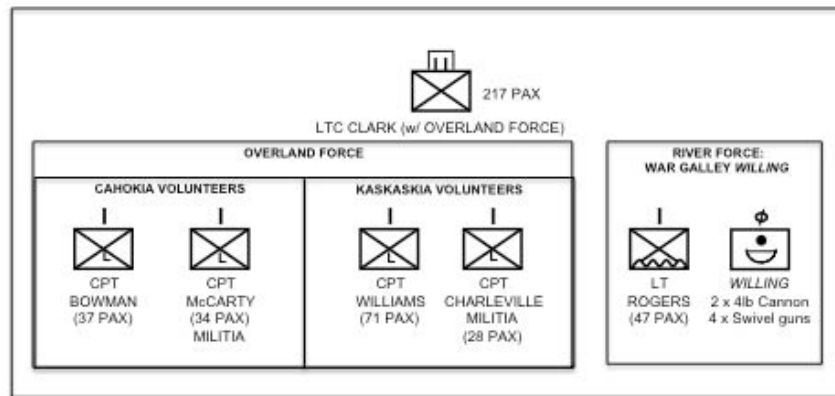 217 PAX
LTC CLARK (w/ OVERLAND FORCE)
OVERLAND FORCE
CAHOKIA VOLUNTEERS
CPT
BOWMAN
(37 PAX)
CPT
McCARTY
(34 PAX)
MILITIA
KASKASKIA VOLUNTEERS
CPT
WILLIAMS
(71 PAX)
CPT
CHARLEVILLE
MILITIA
(28 PAX)
RIVER FORCE:
WAR GALLEY WILLING
LT
ROGERS
(47 PAX)
WILLING
2 x 4lb Cannon
4 x Swivel guns
L
L
L
L
I
I
I
I
I
II
ɸ